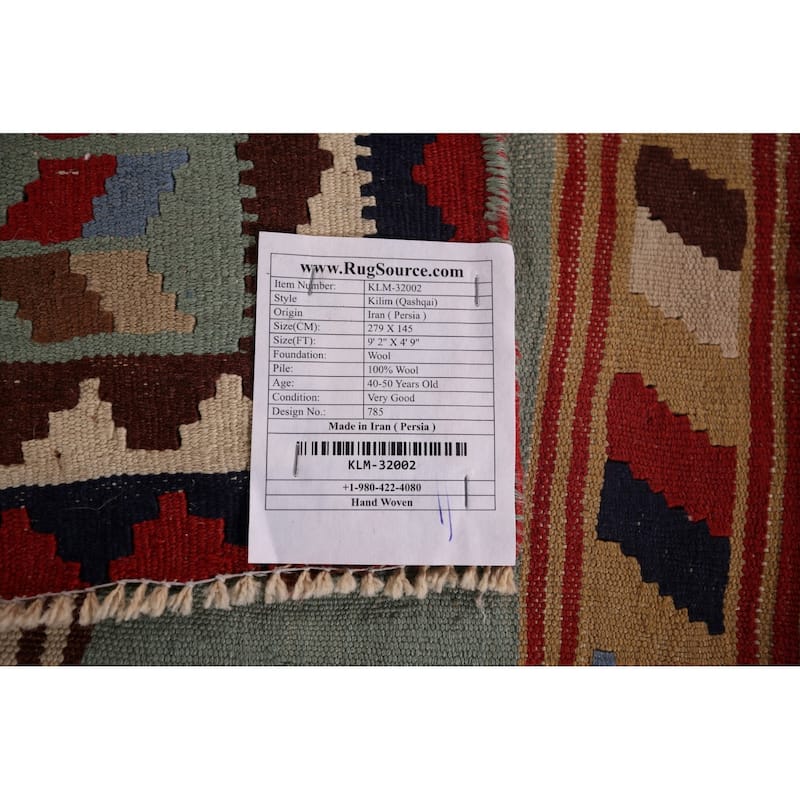 www.RugSource.com
Item Number: KLM-32002
Style Kilim (Qashqai)
Origin Iran ( Persia )
Size(CM): 279 X 145
Size(FT): 9' 2" X 4' 9"
Foundation: Wool
Pile: 100% Wool
Age: 40-50 Years Old
Condition: Very Good
Design No.: 785
Made in Iran ( Persia )
KLM-32002
+1-980-422-4080
Hand Woven